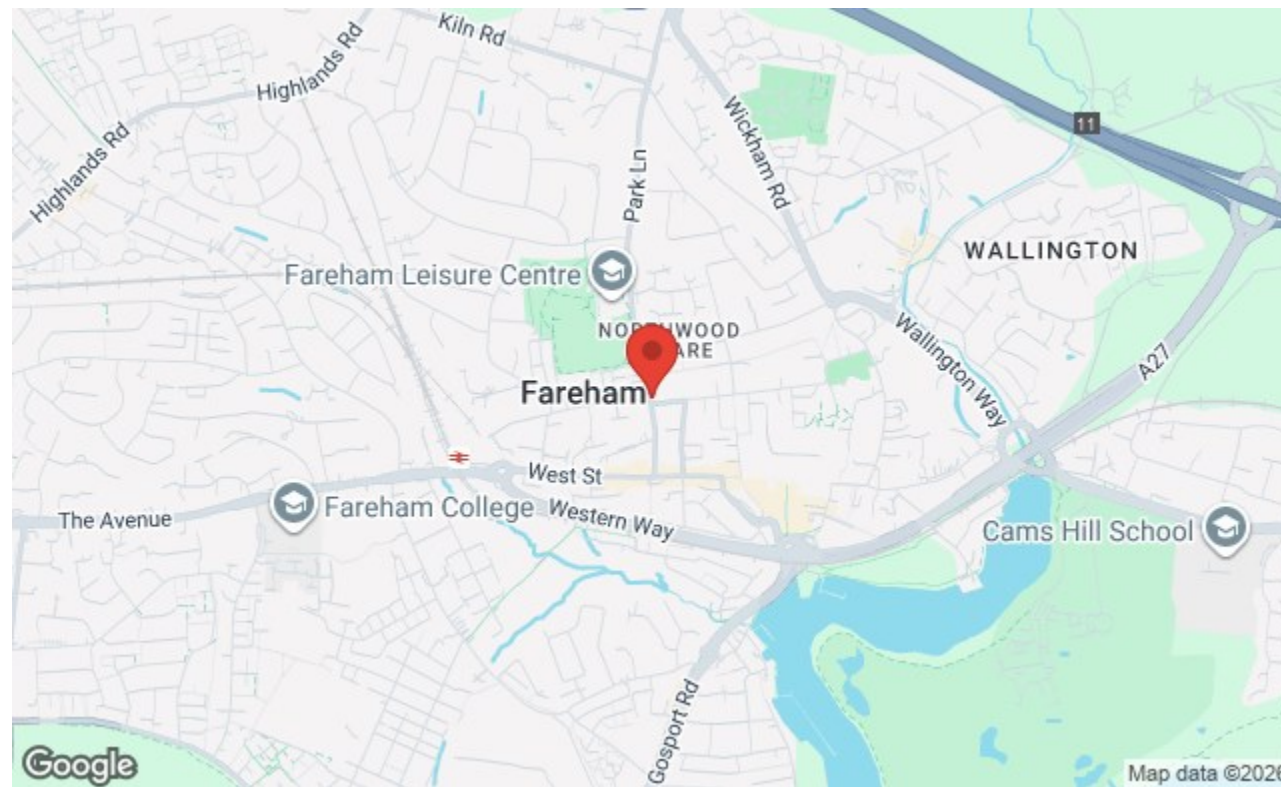 Kiln Rd
Highlands Rd
Highlands Rd
Park Ln
Wickham Rd
11
WALLINGTON
Fareham Leisure Centre
Wallington Way
A27
Fareham
West St
The Avenue
Fareham College
Western Way
Cams Hill School
Gosport Rd
Google
Map data ©2026